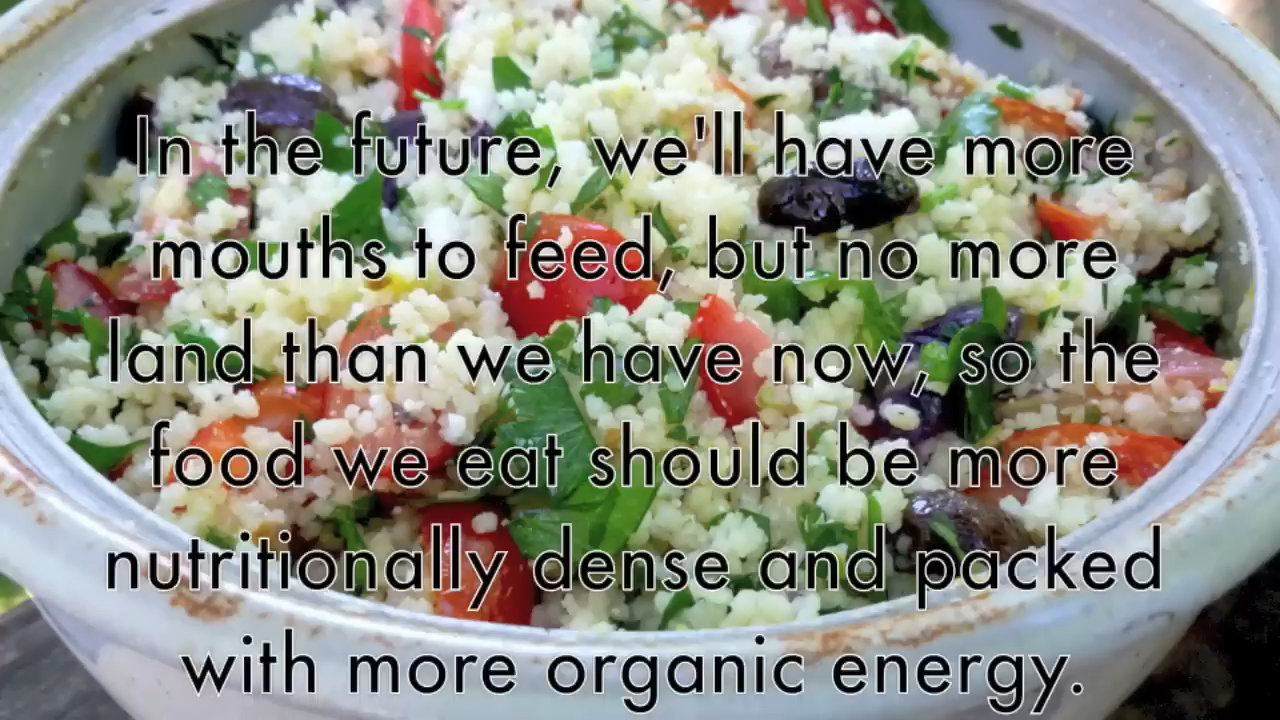 In the future, we'll have more
mouths to feed, but no more
land than we have now, so the
food we eat should be more
nutritionally dense and packed
with more organic energy.